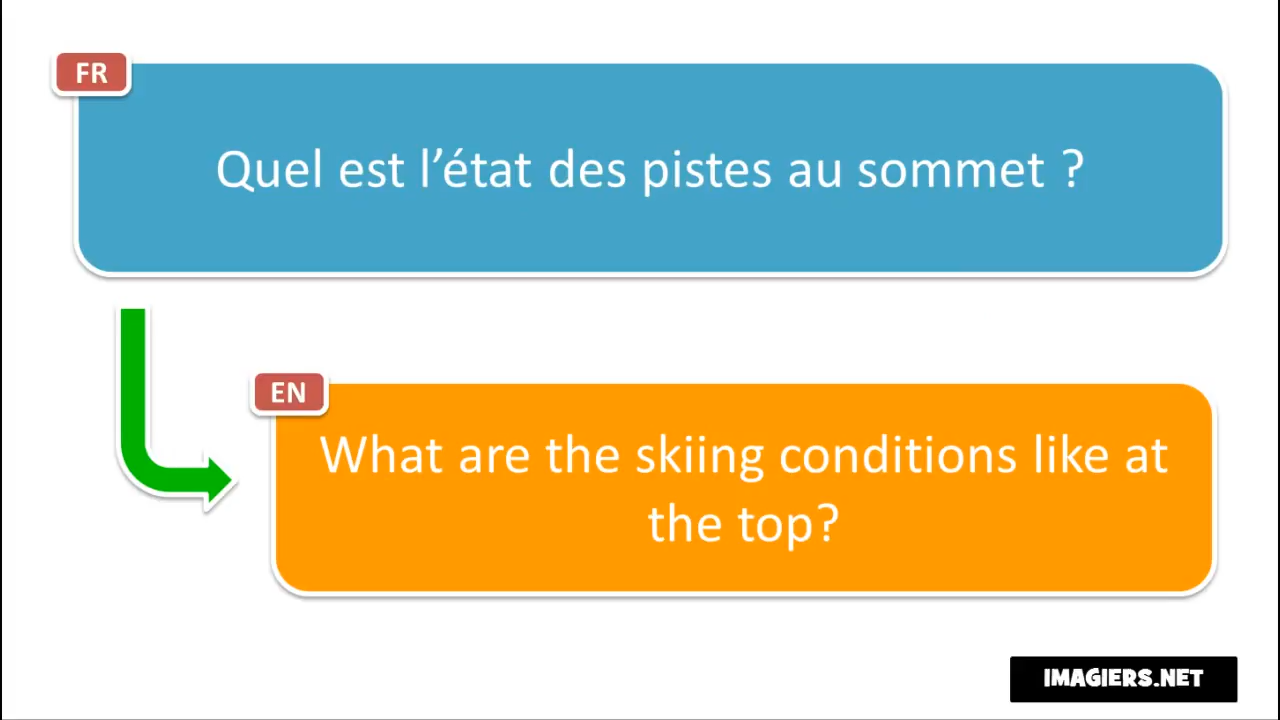 FR
Quel est l’état des pistes au sommet ?
EN
What are the skiing conditions like at
the top?
IMAGIERS.NET